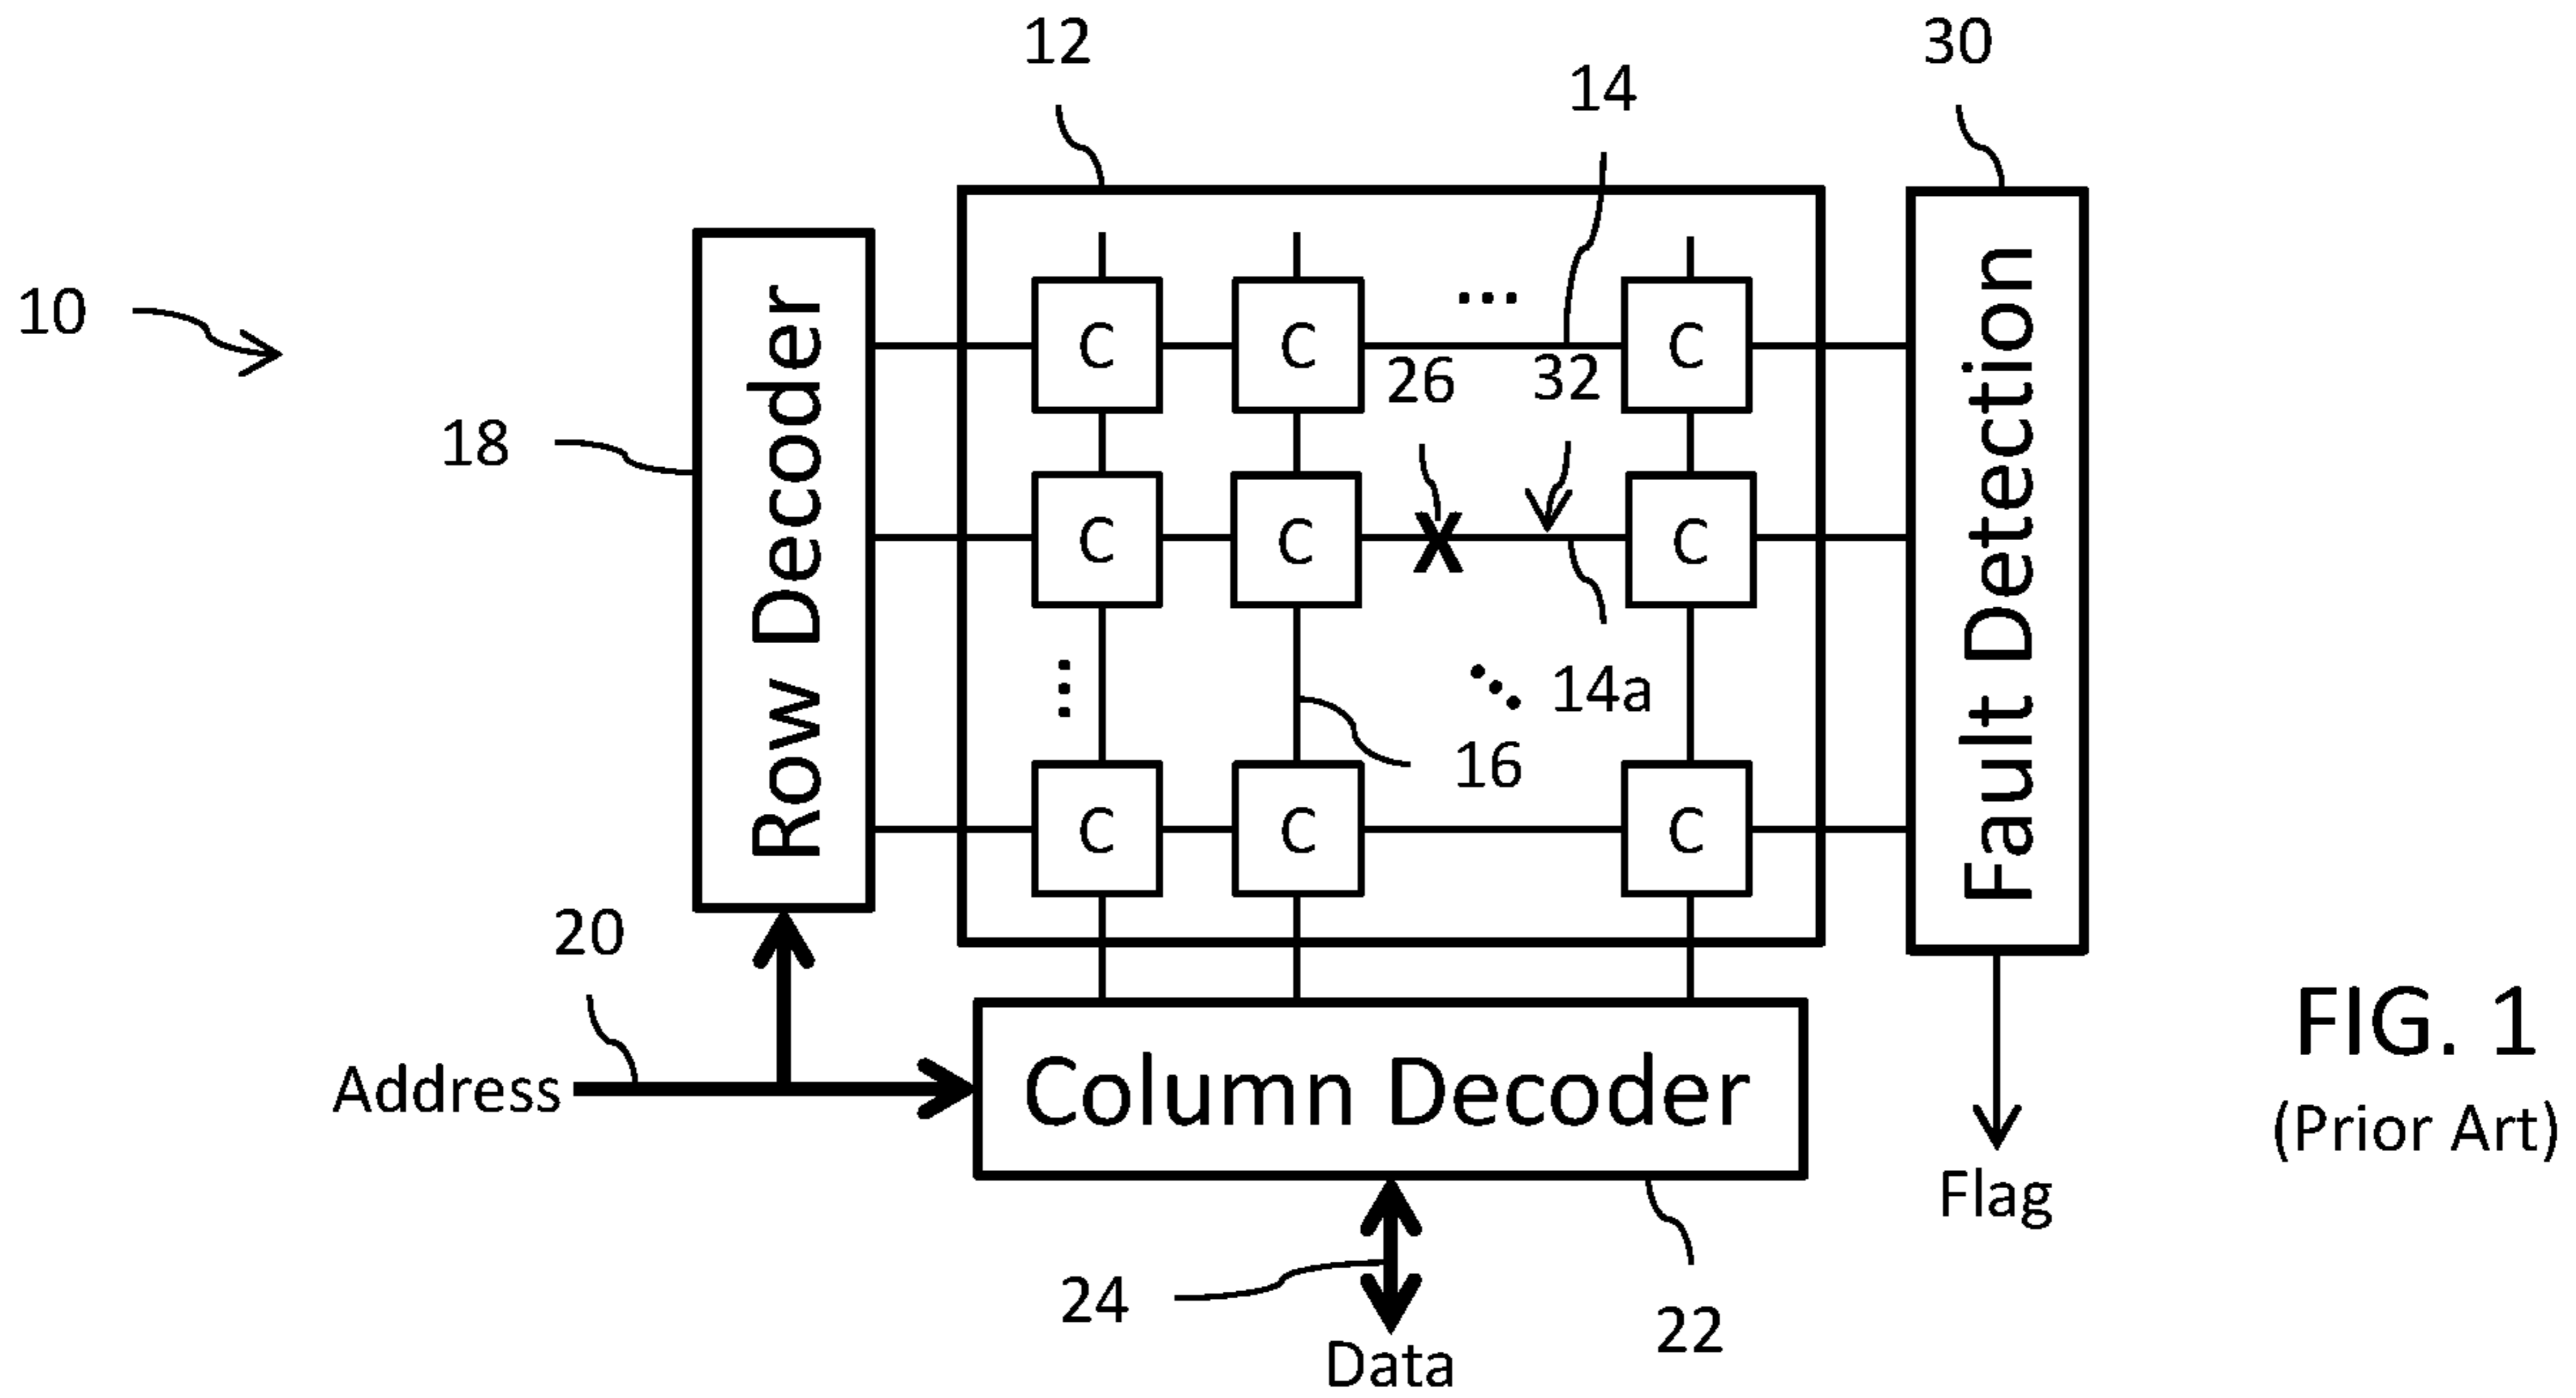 12
30
14
10
C
C
...
C
26
32
18
Row Decoder
C
C
X
C
Fault Detection
14a
16
C
C
C
20
Address
Column Decoder
FIG. 1
(Prior Art)
Flag
24
22
Data